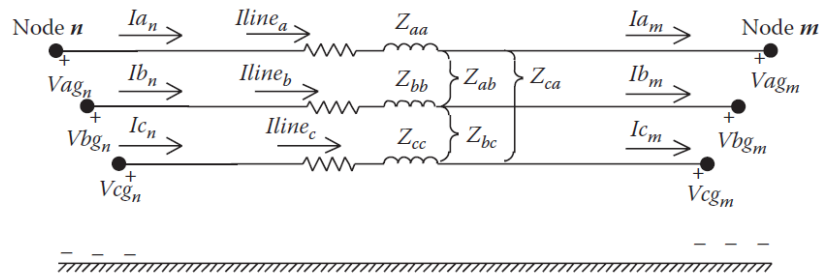 Node n Ia_n Iline_a Z_aa Ia_m Node m
+ Vag_n Ib_n Iline_b Z_bb Z_ab Z_ca Ib_m + Vag_m
+ Vbg_n Ic_n Iline_c Z_cc Z_bc Ic_m + Vbg_m
+ Vcg_n + Vcg_m
– – – – – –